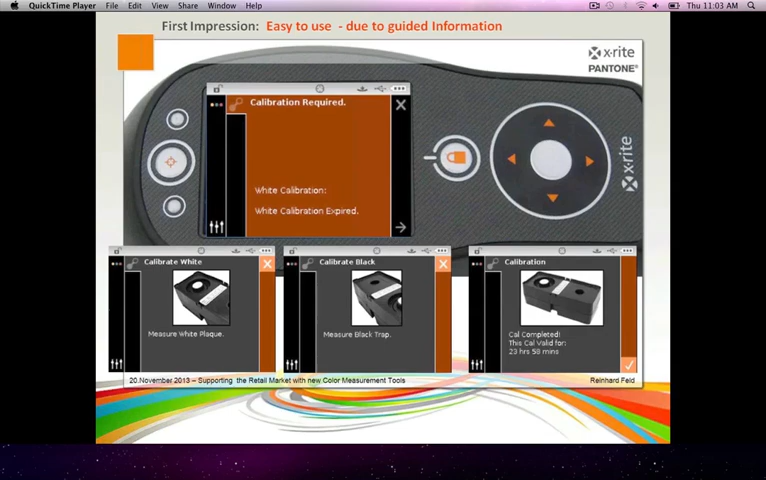 QuickTime Player File Edit View Share Window Help Thu 11:03 AM
First Impression: Easy to use - due to guided Information
x·rite
PANTONE®
Calibration Required.
White Calibration:
White Calibration Expired.
x·rite
Calibrate White
Measure White Plaque.
Calibrate Black
Measure Black Trap.
Calibration
Cal Completed!
This Cal Valid for:
23 hrs 58 mins
20.November 2013 – Supporting the Retail Market with new Color Measurement Tools
Reinhard Feld